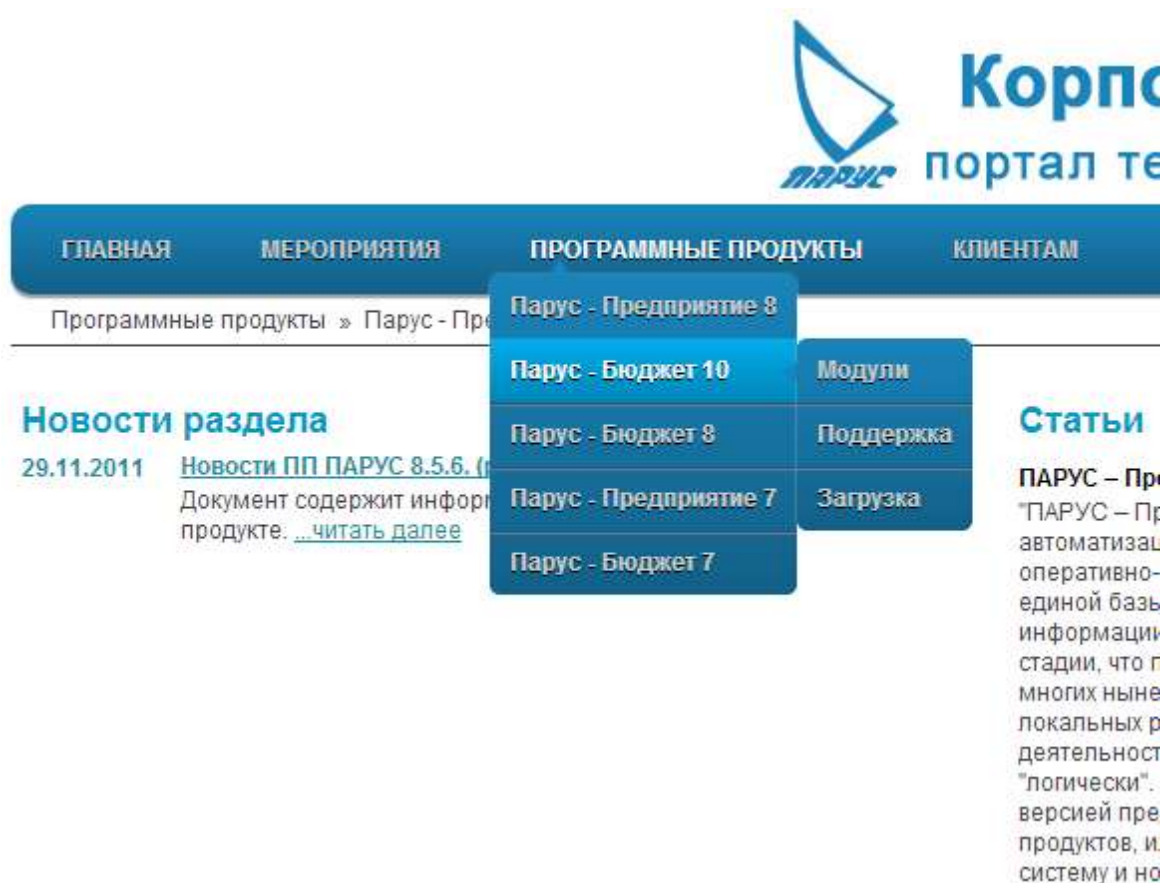 ПАРУС
Корпо
портал те
ГЛАВНАЯ МЕРОПРИЯТИЯ ПРОГРАММНЫЕ ПРОДУКТЫ КЛИЕНТАМ
Программные продукты » Парус - Пре
Парус - Предприятие 8
Парус - Бюджет 10
Парус - Бюджет 8
Парус - Предприятие 7
Парус - Бюджет 7
Модули
Поддержка
Загрузка
Новости раздела
29.11.2011 Новости ПП ПАРУС 8.5.6. (
Документ содержит инфор
продукте. ...читать далее
Статьи
ПАРУС – Пре
"ПАРУС – Пр
автоматизац
оперативно-
единой базы
информации
стадии, что п
многих ныне
локальных р
деятельност
"логически".
версией пре
продуктов, и
систему и но